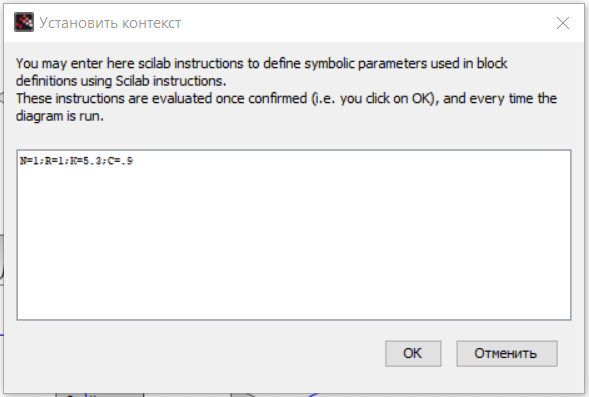 Установить контекст
You may enter here scilab instructions to define symbolic parameters used in block
definitions using Scilab instructions.
These instructions are evaluated once confirmed (i.e. you click on OK), and every time the
diagram is run.
N=1;R=1;K=5.3;C=.9
OK
Отменить